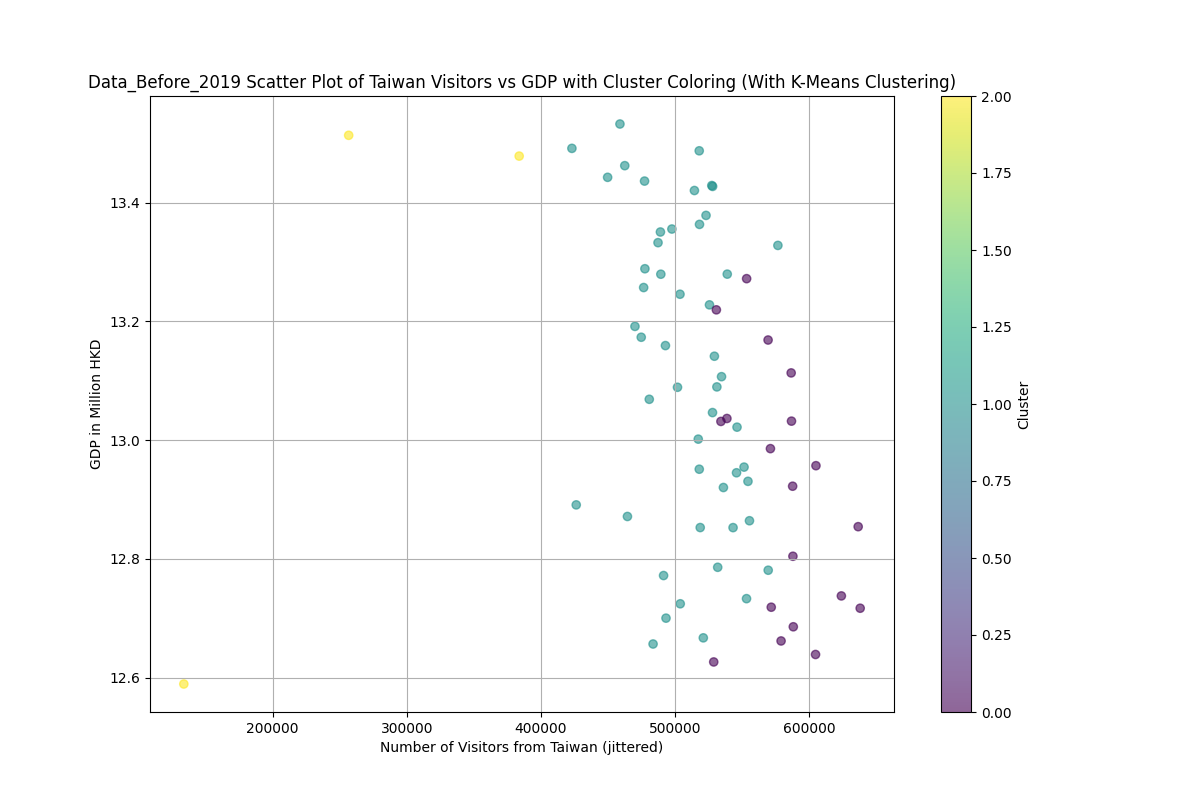 Data_Before_2019 Scatter Plot of Taiwan Visitors vs GDP with Cluster Coloring (With K-Means Clustering)
GDP in Million HKD
13.4
13.2
13.0
12.8
12.6
200000 300000 400000 500000 600000
Number of Visitors from Taiwan (jittered)
2.00
1.75
1.50
1.25
1.00
0.75
0.50
0.25
0.00
Cluster